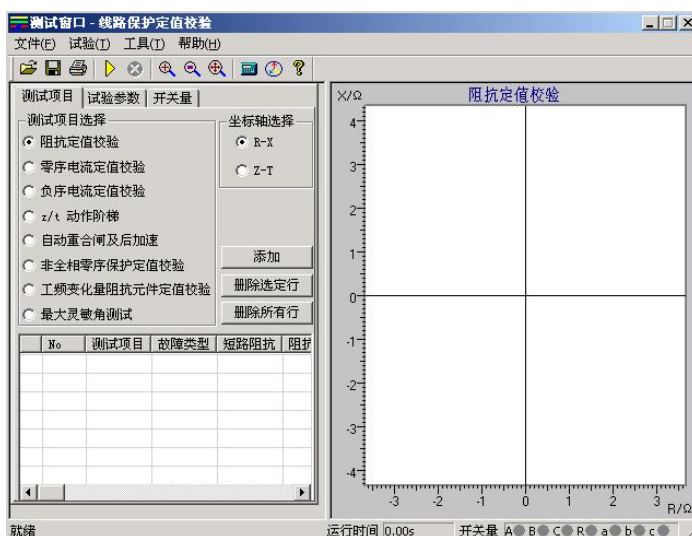 测试窗口 - 线路保护定值校验
文件(F) 试验(T) 工具(T) 帮助(H)
测试项目 试验参数 开关量
测试项目选择
阻抗定值校验
零序电流定值校验
负序电流定值校验
z/t 动作阶梯
自动重合闸及后加速
非全相零序保护定值校验
工频变化量阻抗元件定值校验
最大灵敏角测试
坐标轴选择
R-X
Z-T
添加
删除选定行
删除所有行
No 测试项目 故障类型 短路阻抗 阻抗
X/Ω 阻抗定值校验
4
3
2
1
0
-1
-2
-3
-4
-3 -2 -1 0 1 2 3 R/Ω
就绪 运行时间 0.00s 开关量 A B C R a b c